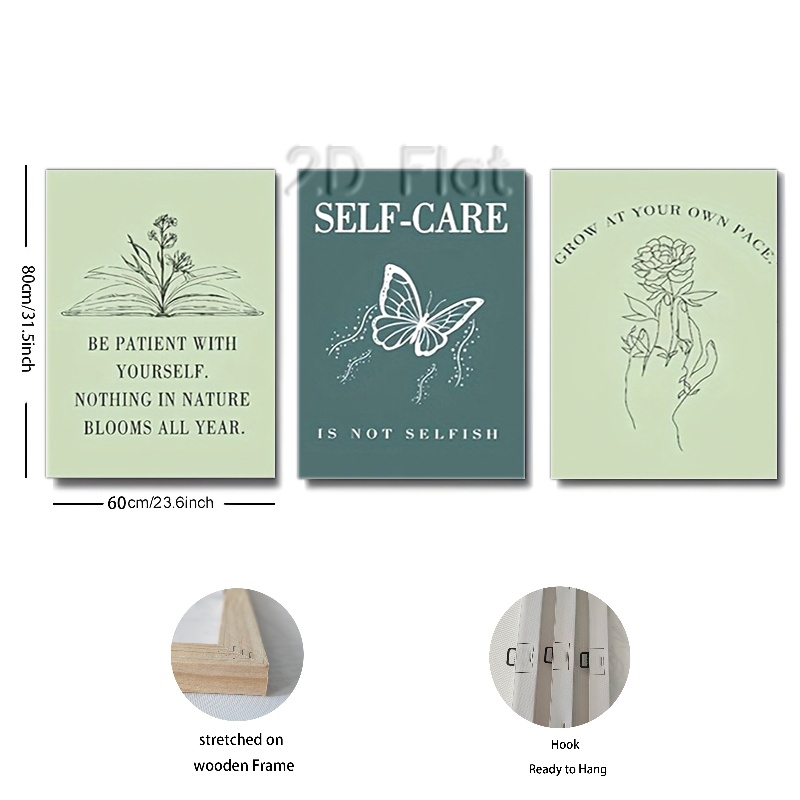 2D Flat
80cm/31.5inch
BE PATIENT WITH
YOURSELF.
NOTHING IN NATURE
BLOOMS ALL YEAR.
SELF-CARE
IS NOT SELFISH
GROW AT YOUR OWN PACE.
60cm/23.6inch
stretched on
wooden Frame
Hook
Ready to Hang